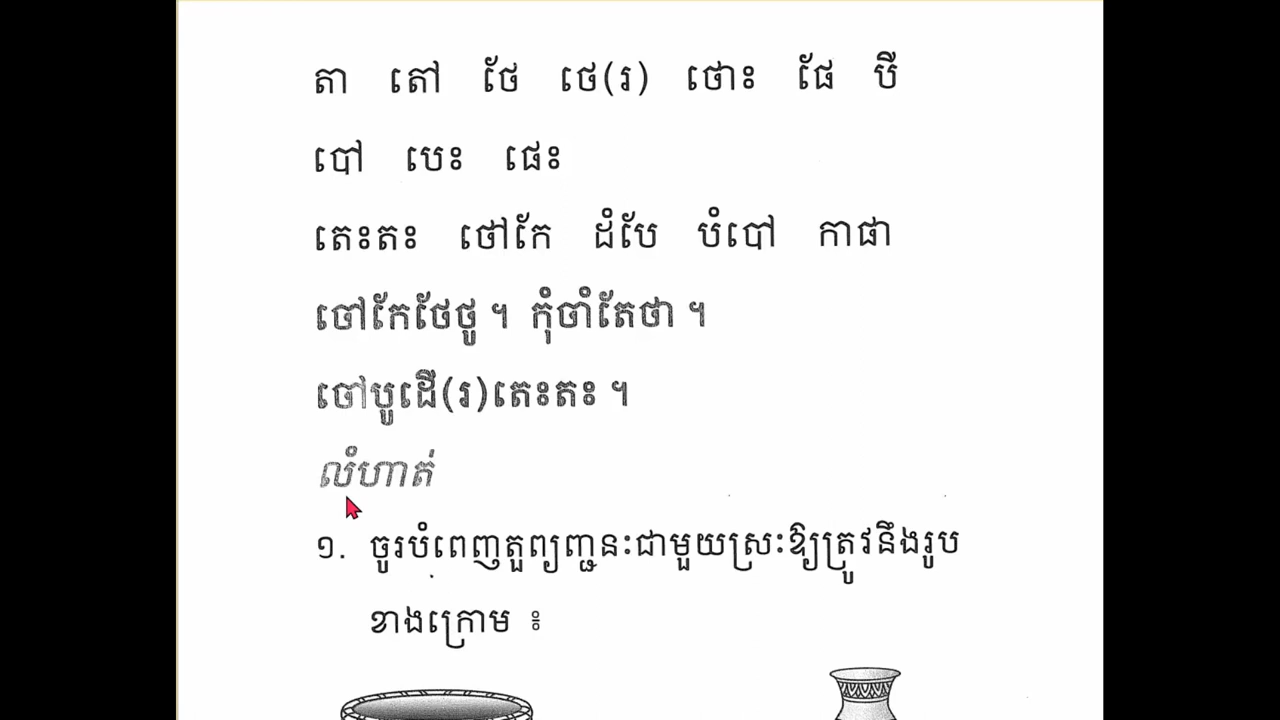 តា តៅ ថែ ថេ(រ) ថោះ ផែ បី
បៅ បេះ ផេះ
តេះតះ ថៅកែ ដំបែ បំបៅ កាផា
ចៅកែថែថូ ។ កុំចាំតែថា ។
ចៅបូដើ(រ)តេះតះ ។
លំហាត់
១. ចូរបំពេញតួព្យញ្ជនះជាមួយស្រះឱ្យត្រូវនឹងរូប
ខាងក្រោម ៖